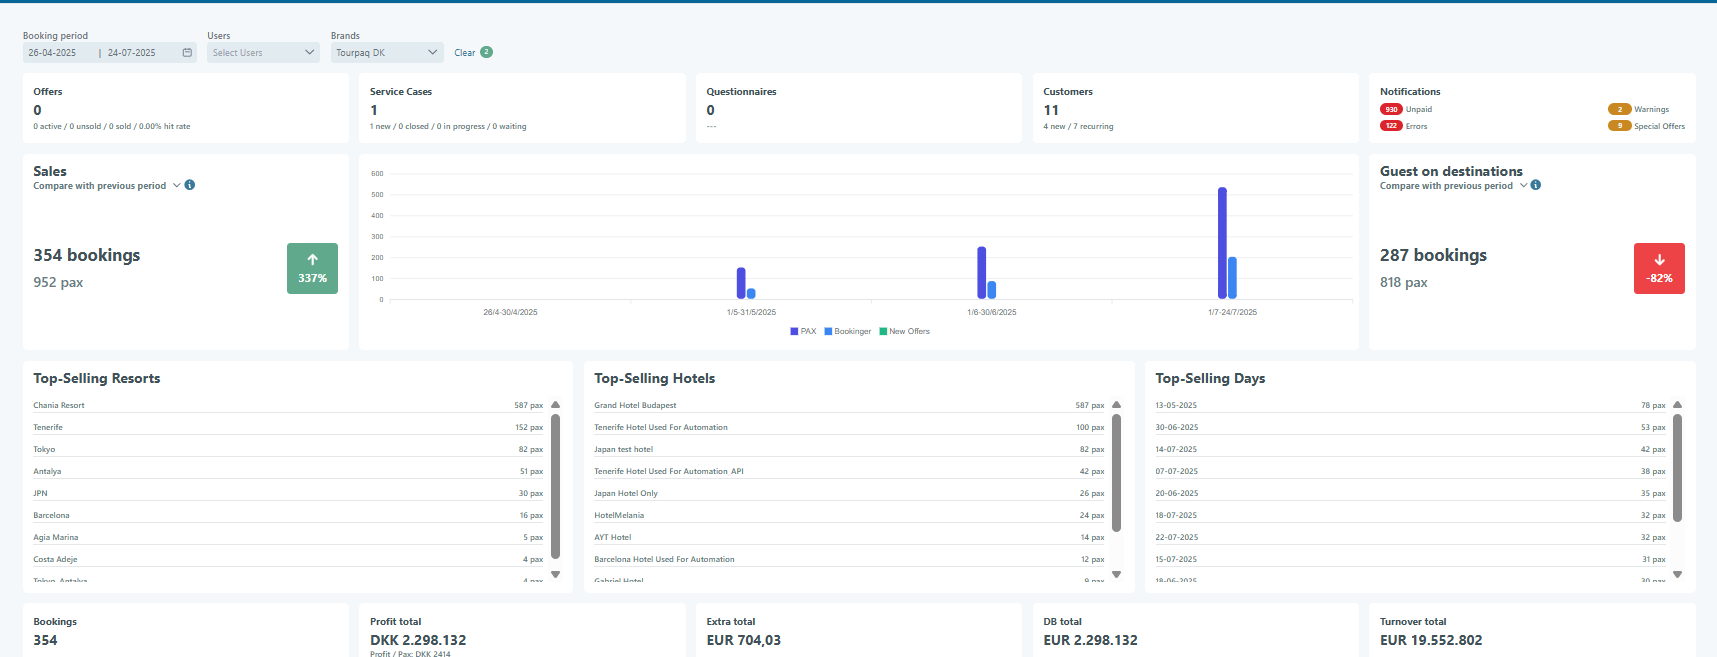 Booking period
Users
Brands
26-04-2025 | 24-07-2025
Select Users
Tourpaq DK
Clear 2
Offers
0
0 active / 0 unsold / 0 sold / 0.00% hit rate
Service Cases
1
1 new / 0 closed / 0 in progress / 0 waiting
Questionnaires
0
---
Customers
11
4 new / 7 recurring
Notifications
930 Unpaid
2 Warnings
122 Errors
9 Special Offers
Sales
Compare with previous period
354 bookings
952 pax
337%
600
500
400
300
200
100
0
26/4-30/4/2025
1/5-31/5/2025
1/6-30/6/2025
1/7-24/7/2025
PAX Bookinger New Offers
Guest on destinations
Compare with previous period
287 bookings
818 pax
-82%
Top-Selling Resorts
Chania Resort 587 pax
Tenerife 152 pax
Tokyo 82 pax
Antalya 51 pax
JPN 30 pax
Barcelona 16 pax
Agia Marina 5 pax
Costa Adeje 4 pax
Tokyo, Antalya 4 pax
Top-Selling Hotels
Grand Hotel Budapest 587 pax
Tenerife Hotel Used For Automation 100 pax
Japan test hotel 82 pax
Tenerife Hotel Used For Automation API 42 pax
Japan Hotel Only 26 pax
HotelMelania 24 pax
AYT Hotel 14 pax
Barcelona Hotel Used For Automation 12 pax
Gabriel Hotel 9 pax
Top-Selling Days
13-05-2025 78 pax
30-06-2025 53 pax
14-07-2025 42 pax
07-07-2025 38 pax
20-06-2025 35 pax
18-07-2025 32 pax
22-07-2025 32 pax
15-07-2025 31 pax
18-06-2025 30 pax
Bookings
354
Profit total
DKK 2.298.132
Profit / Pax: DKK 2414
Extra total
EUR 704,03
DB total
EUR 2.298.132
Turnover total
EUR 19.552.802